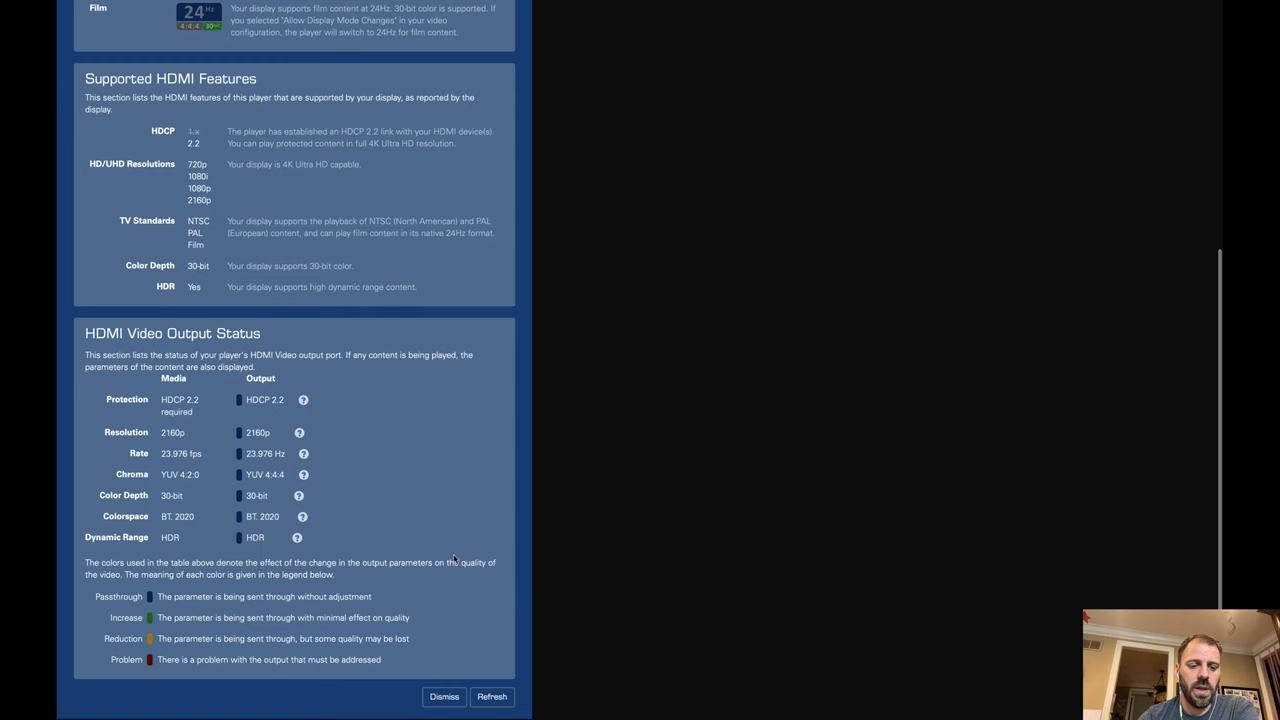 Film
24 Hz
4:4:4 30bit
Your display supports film content at 24Hz. 30-bit color is supported. If
you selected "Allow Display Mode Changes" in your video
configuration, the player will switch to 24Hz for film content.
Supported HDMI Features
This section lists the HDMI features of this player that are supported by your display, as reported by the
display.
HDCP
1.x
2.2
The player has established an HDCP 2.2 link with your HDMI device(s).
You can play protected content in full 4K Ultra HD resolution.
HD/UHD Resolutions
720p
1080i
1080p
2160p
Your display is 4K Ultra HD capable.
TV Standards
NTSC
PAL
Film
Your display supports the playback of NTSC (North American) and PAL
(European) content, and can play film content in its native 24Hz format.
Color Depth 30-bit Your display supports 30-bit color.
HDR Yes Your display supports high dynamic range content.
HDMI Video Output Status
This section lists the status of your player's HDMI Video output port. If any content is being played, the
parameters of the content are also displayed.
Media Output
Protection HDCP 2.2 required HDCP 2.2 ?
Resolution 2160p 2160p ?
Rate 23.976 fps 23.976 Hz ?
Chroma YUV 4:2:0 YUV 4:4:4 ?
Color Depth 30-bit 30-bit ?
Colorspace BT. 2020 BT. 2020 ?
Dynamic Range HDR HDR ?
The colors used in the table above denote the effect of the change in the output parameters on the quality of
the video. The meaning of each color is given in the legend below.
Passthrough The parameter is being sent through without adjustment
Increase The parameter is being sent through with minimal effect on quality
Reduction The parameter is being sent through, but some quality may be lost
Problem There is a problem with the output that must be addressed
Dismiss Refresh